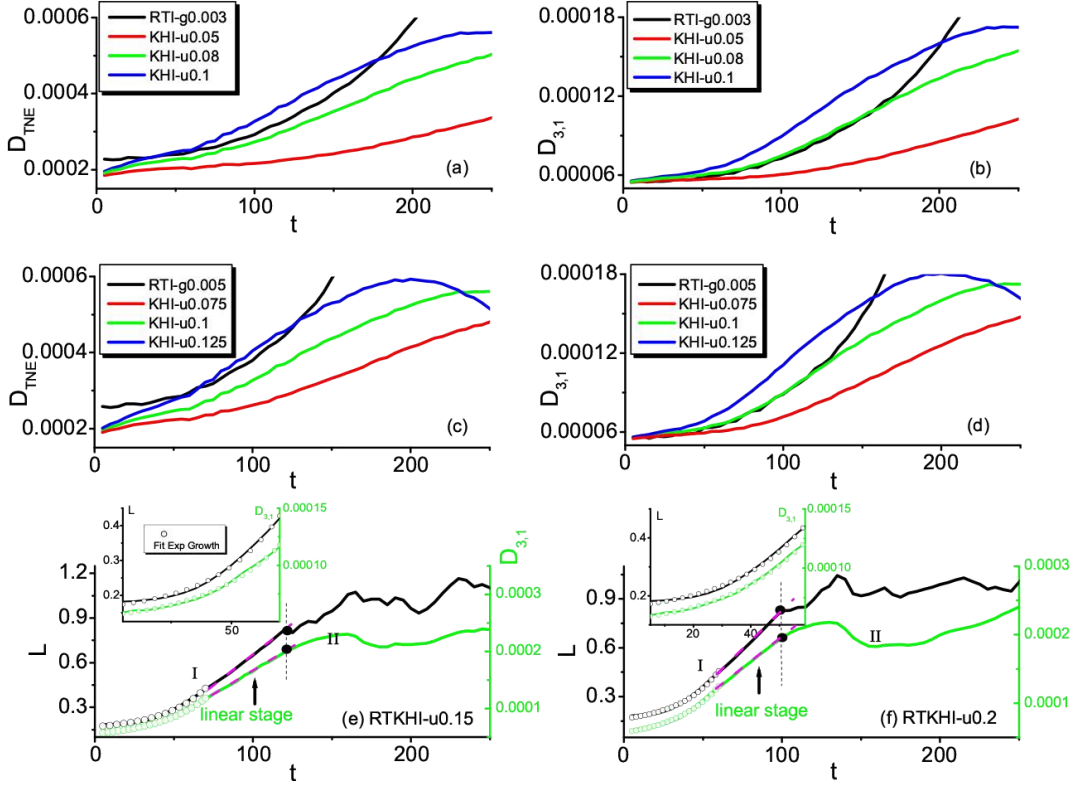 0.0006
0.0004
0.0002
D_TNE
RTI-g0.003
KHI-u0.05
KHI-u0.08
KHI-u0.1
(a)
0 100 200
t
0.00018
0.00012
0.00006
D_3,1
RTI-g0.003
KHI-u0.05
KHI-u0.08
KHI-u0.1
(b)
0 100 200
t
0.0006
0.0004
0.0002
D_TNE
RTI-g0.005
KHI-u0.075
KHI-u0.1
KHI-u0.125
(c)
0 100 200
t
0.00018
0.00012
0.00006
D_3,1
RTI-g0.005
KHI-u0.075
KHI-u0.1
KHI-u0.125
(d)
0 100 200
t
L
D_3,1
0.00015
0.00010
0.4
0.2
Fit Exp Growth
50
1.2
0.9
0.6
0.3
L
D_3,1
0.0003
0.0002
0.0001
I
II
linear stage
(e) RTKHI-u0.15
0 50 100 150 200 250
t
L
D_3,1
0.00015
0.00010
0.4
0.2
20 40
0.9
0.6
0.3
L
0.0003
0.0002
0.0001
I
II
linear stage
(f) RTKHI-u0.2
0 50 100 150 200
t